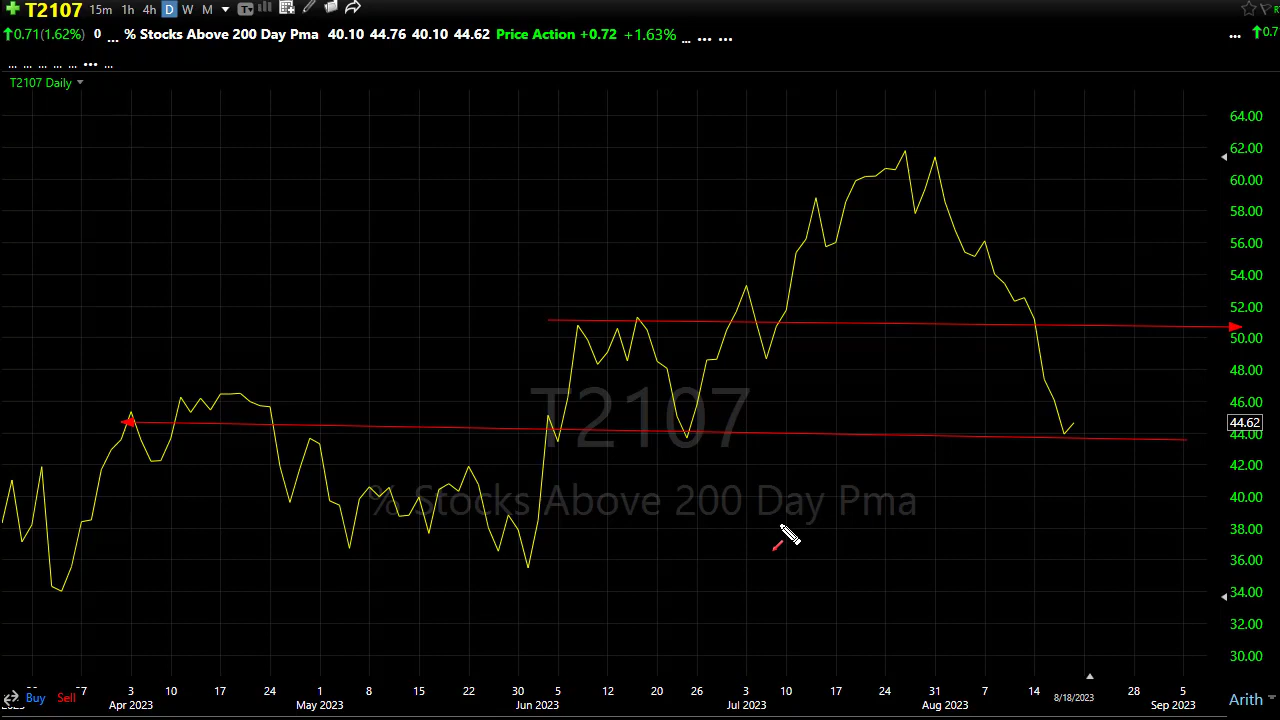 T2107 15m 1h 4h D W M
↑0.71(1.62%) 0 ... % Stocks Above 200 Day Pma 40.10 44.76 40.10 44.62 Price Action +0.72 +1.63% ... ... ... ... ↑0.7
... ... ... ... ... ... ...
T2107 Daily
64.00
62.00
60.00
58.00
56.00
54.00
52.00
50.00
48.00
46.00
44.62
44.00
42.00
40.00
38.00
36.00
34.00
32.00
30.00
T2107
% Stocks Above 200 Day Pma
Buy Sell
3 10 17 24 1 8 15 22 30 5 12 20 26 3 10 17 24 31 7 14 8/18/2023 28 5
Apr 2023 May 2023 Jun 2023 Jul 2023 Aug 2023 Sep 2023
Arith